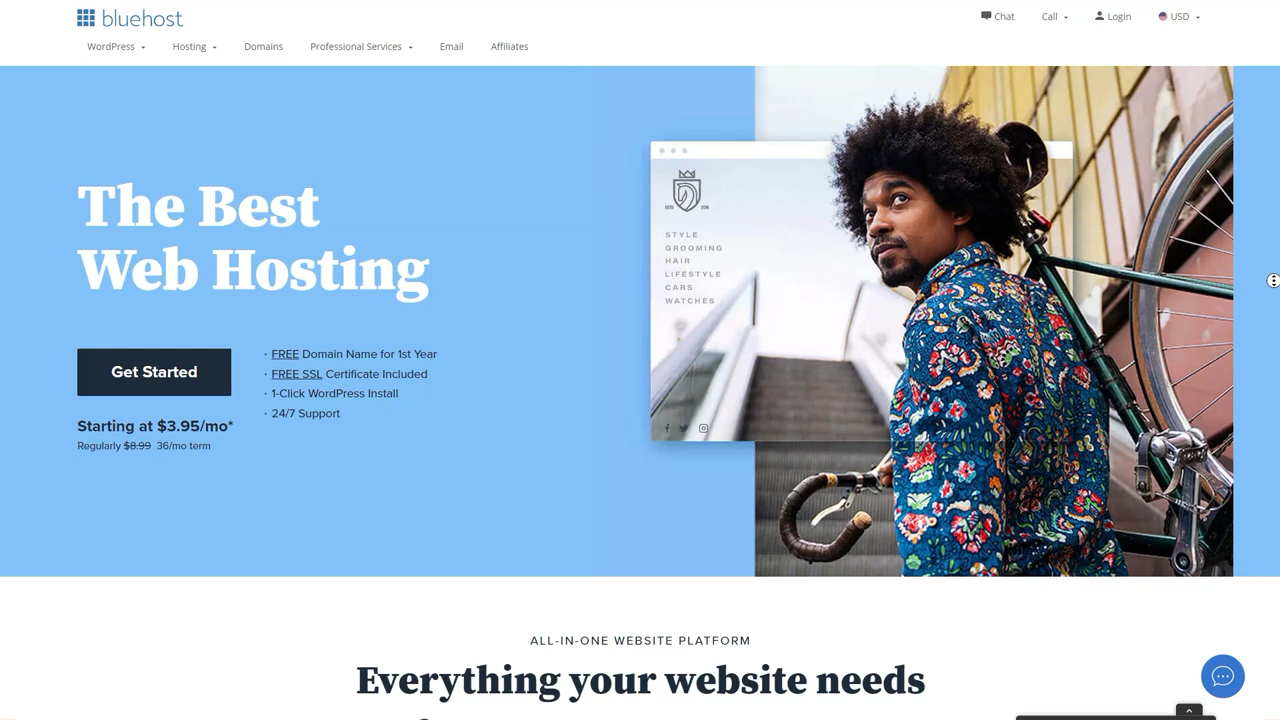 bluehost
Chat
Call
Login
USD
WordPress
Hosting
Domains
Professional Services
Email
Affiliates
The Best
Web Hosting
Get Started
Starting at $3.95/mo*
Regularly $8.99 36/mo term
· FREE Domain Name for 1st Year
· FREE SSL Certificate Included
· 1-Click WordPress Install
· 24/7 Support
STYLE
GROOMING
HAIR
LIFESTYLE
CARS
WATCHES
ALL-IN-ONE WEBSITE PLATFORM
Everything your website needs